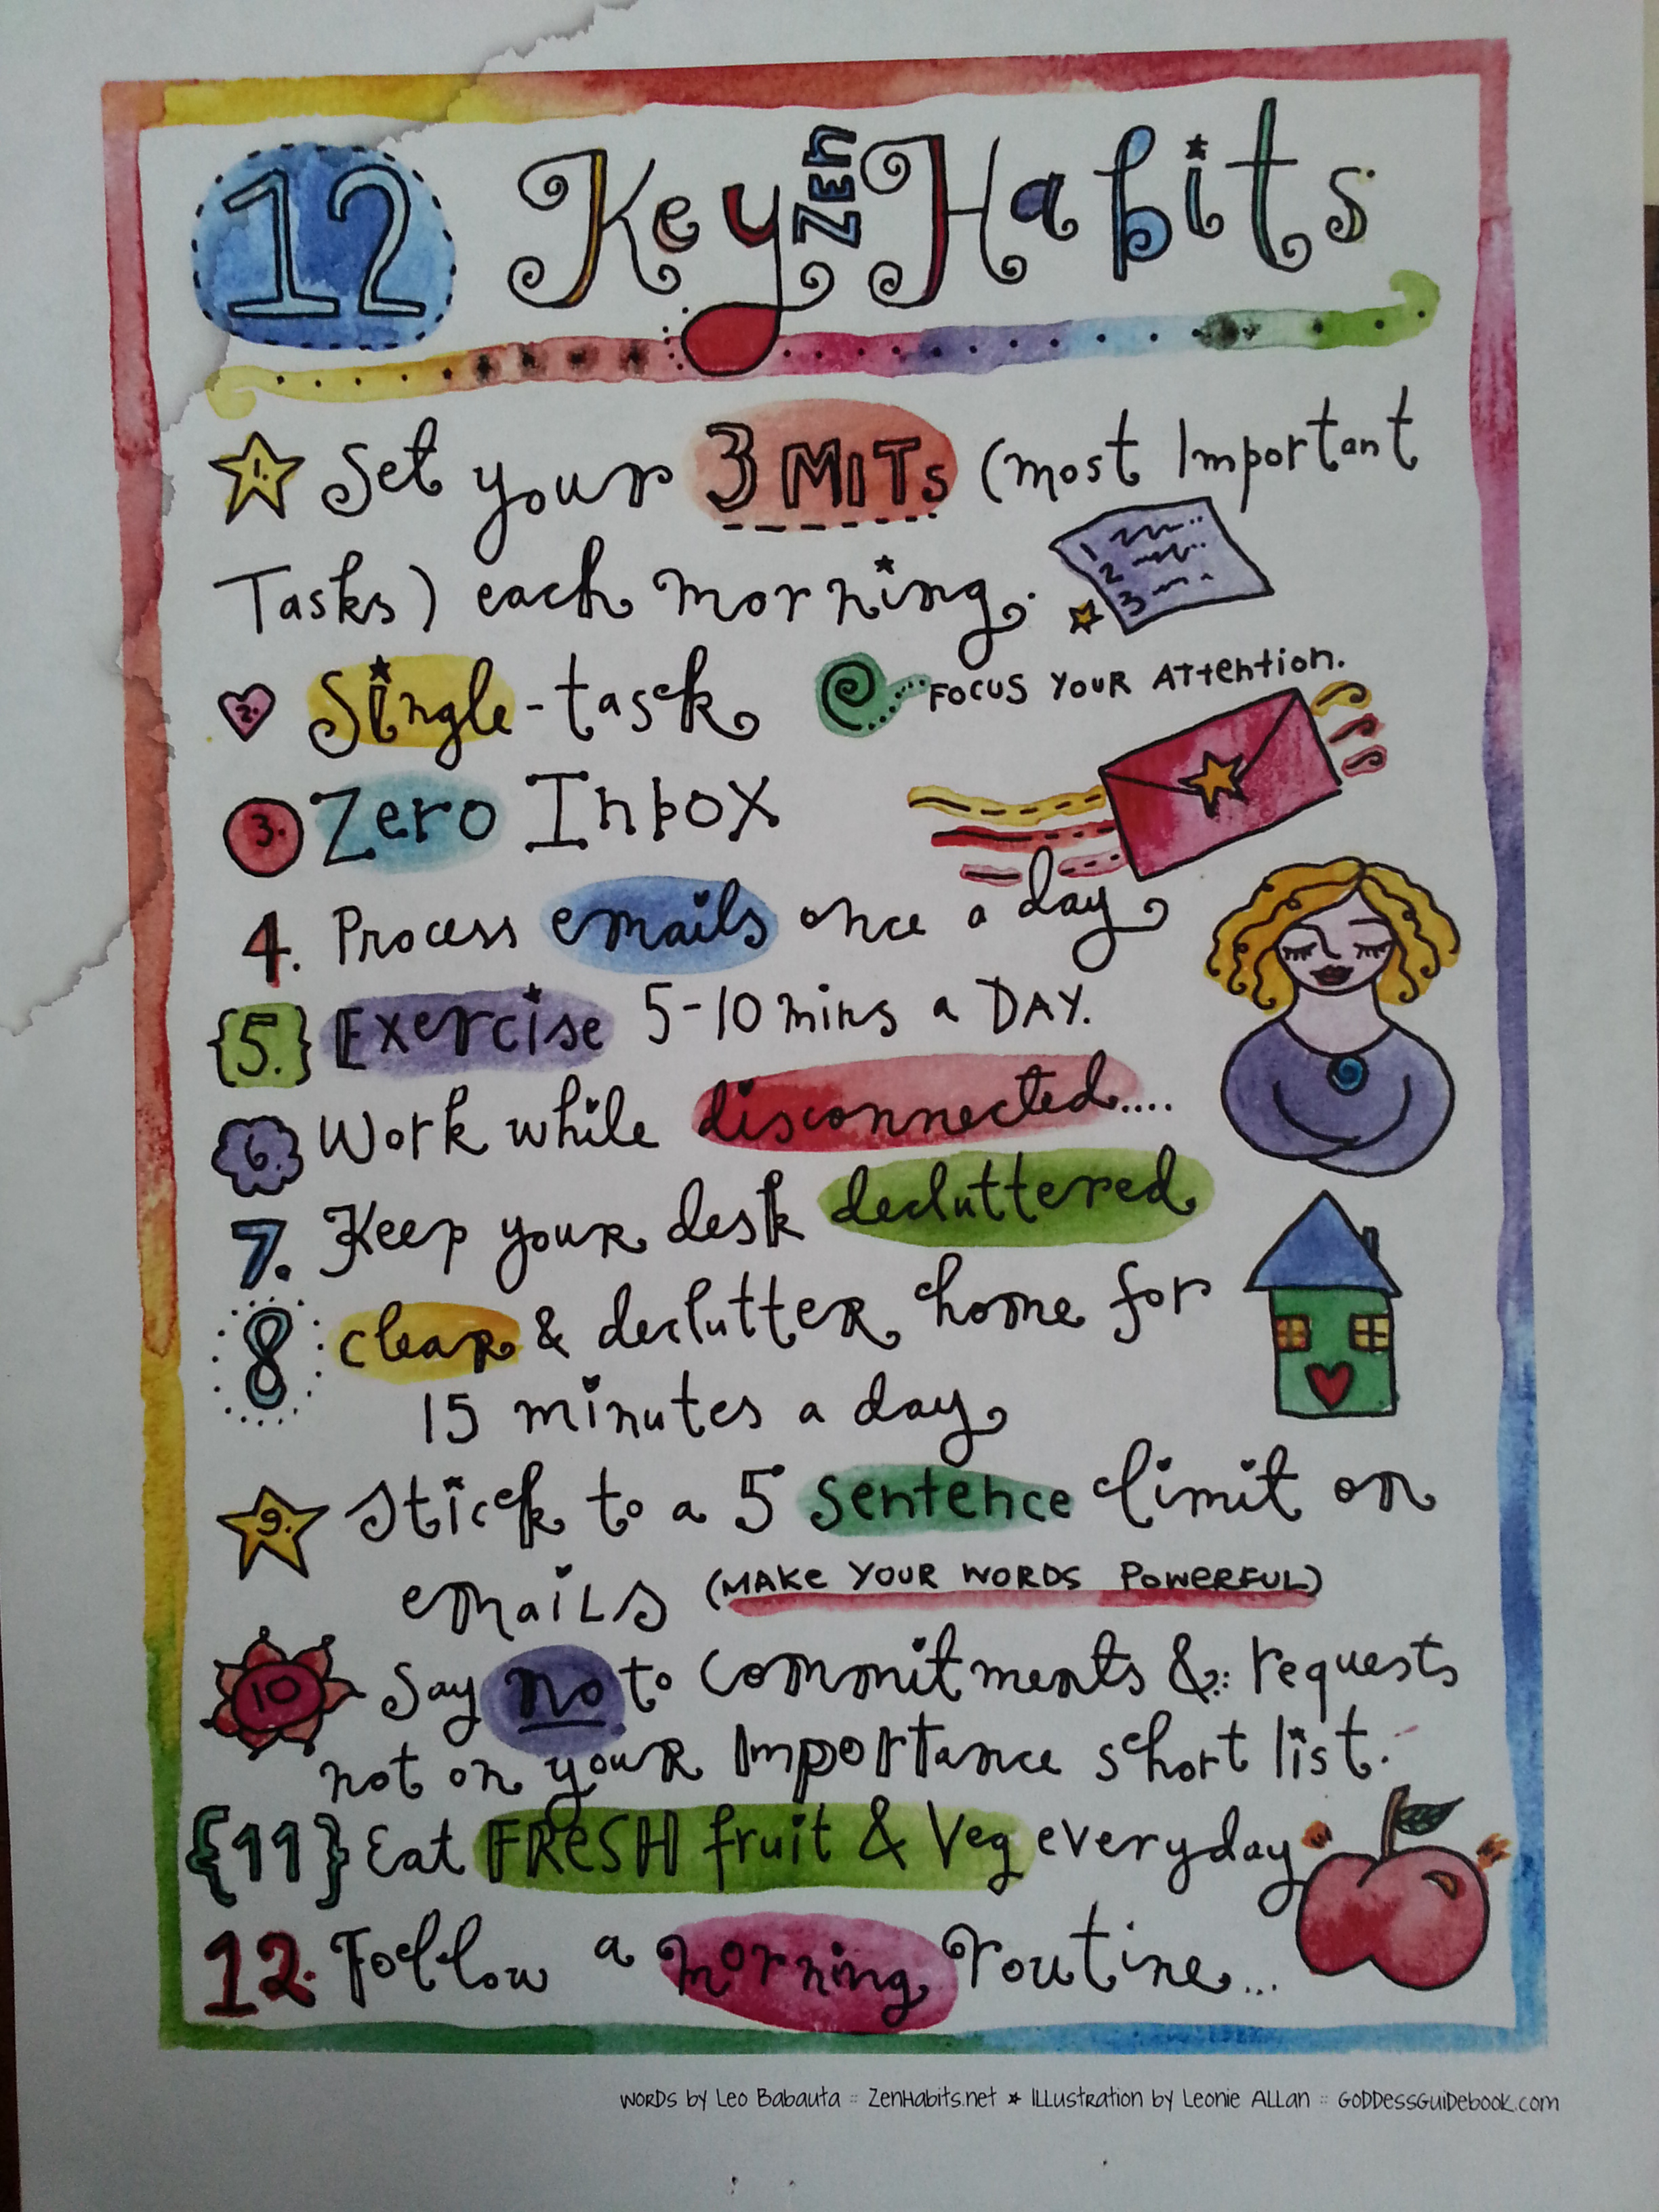 12 Key Zen Habits
1. Set your 3 MITs (most Important
Tasks) each morning.
1
2
3
2. Single-task FOCUS YOUR ATTENTION.
3. Zero Inbox
4. Process emails once a day
{5.} Exercise 5-10 mins a DAY.
6. Work while disconnected....
7. Keep your desk decluttered
8 clean & declutter home for
15 minutes a day
9. Stick to a 5 sentence limit on
emails (MAKE YOUR WORDS POWERFUL)
10 Say no to commitments & requests
not on your Importance short list.
{11} Eat FRESH fruit & Veg everyday
12. Follow a morning routine...
WORDS by Leo Babauta :: ZenHabits.net ★ Illustration by Leonie Allan :: GODDESSGUIDEBOOK.COM